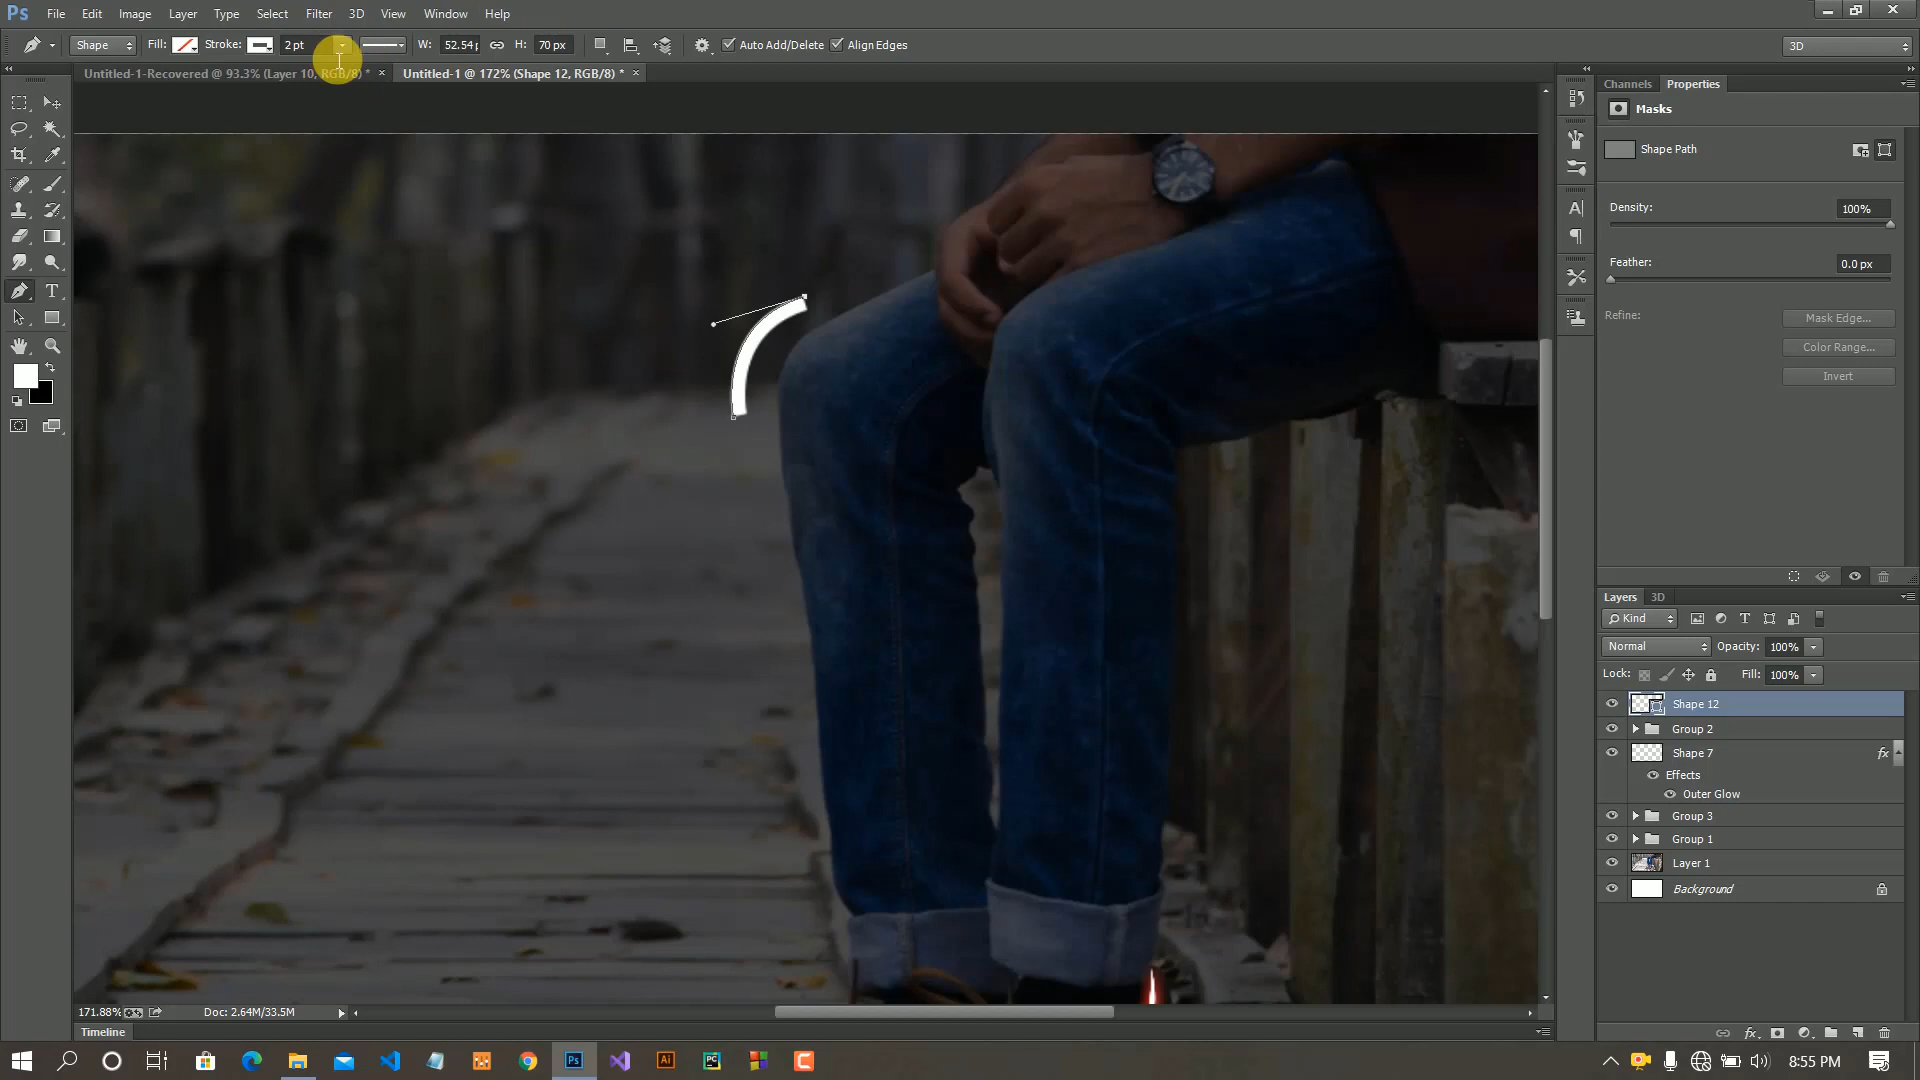 Ps File Edit Image Layer Type Select Filter 3D View Window Help
Shape Fill: Stroke: 2 pt W: 52.54 H: 70 px Auto Add/Delete Align Edges 3D
Untitled-1-Recovered @ 93.3% (Layer 10, RGB/8) * × Untitled-1 @ 172% (Shape 12, RGB/8) * ×
Channels Properties
Masks
Shape Path
Density: 100%
Feather: 0.0 px
Refine: Mask Edge...
Color Range...
Invert
Layers 3D
Kind
Normal Opacity: 100%
Lock: Fill: 100%
Shape 12
Group 2
Shape 7 fx
Effects
Outer Glow
Group 3
Group 1
Layer 1
Background
171.88% Doc: 2.64M/33.5M
Timeline
8:55 PM